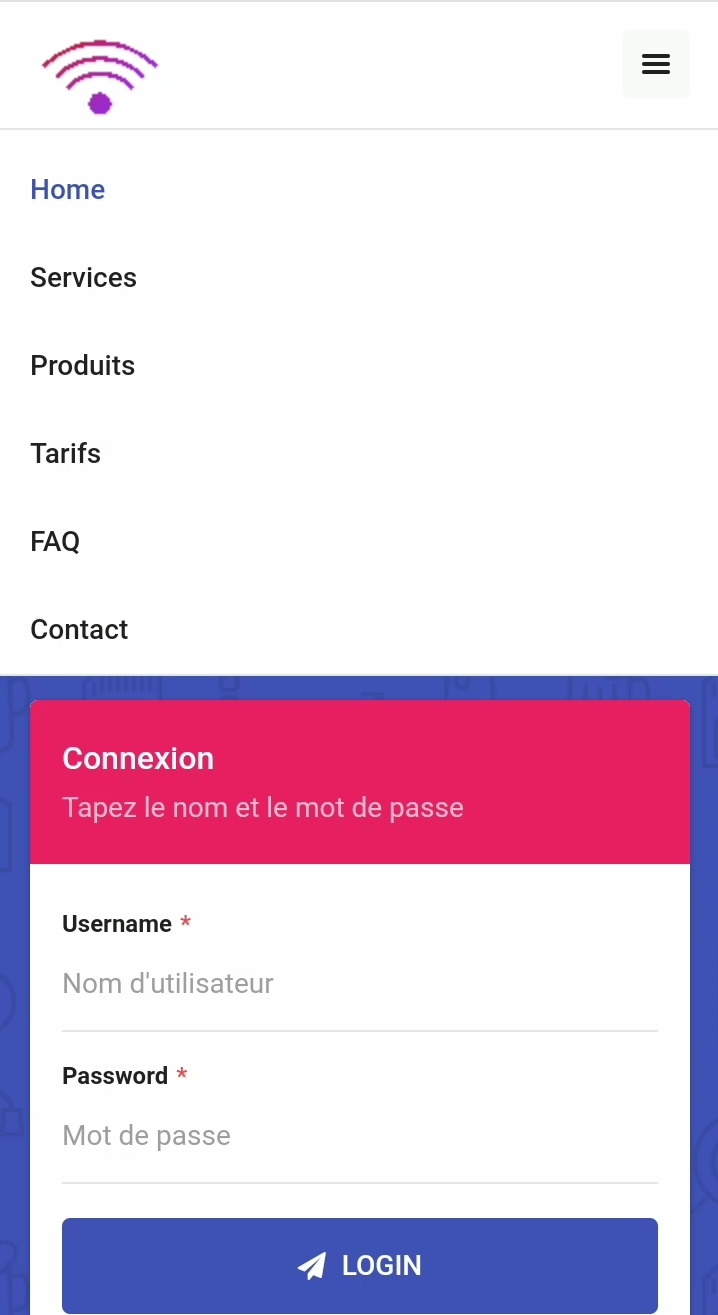 Home
Services
Produits
Tarifs
FAQ
Contact
Connexion
Tapez le nom et le mot de passe
Username *
Nom d'utilisateur
Password *
Mot de passe
LOGIN